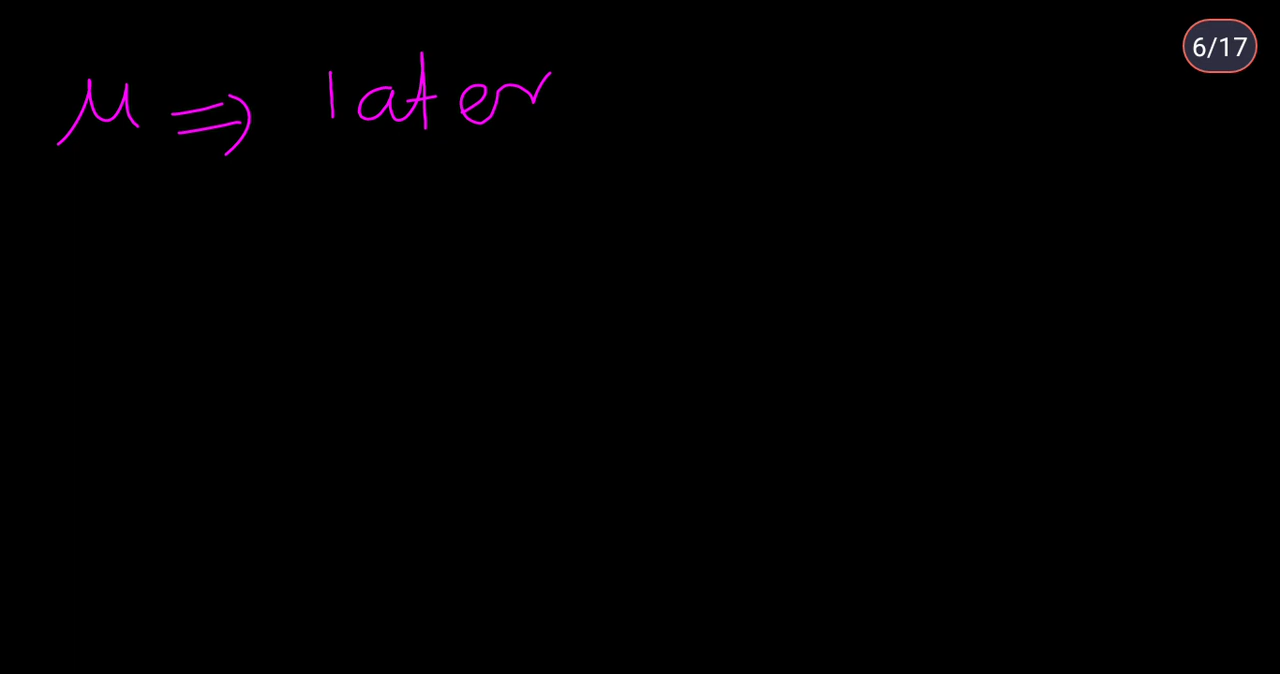 μ ⇒ later
6/17